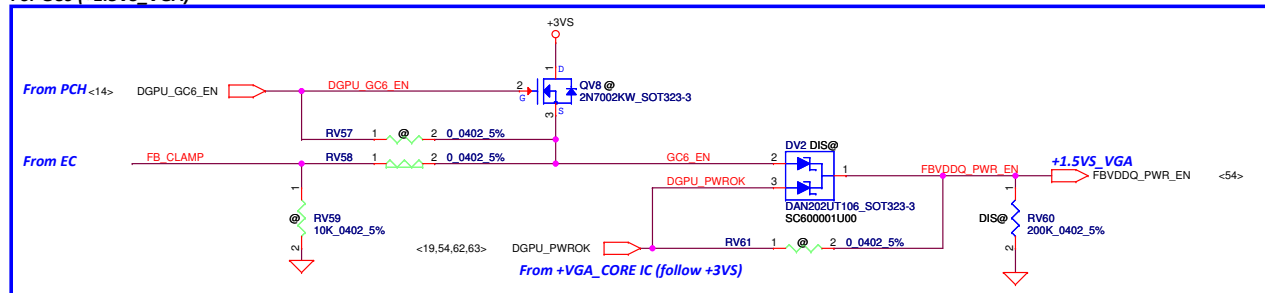 +3VS
1 D
From PCH <14> DGPU_GC6_EN DGPU_GC6_EN 2 G QV8 @
2N7002KW_SOT323-3
3 S
RV57 1 @ 2 0_0402_5%
From EC FB_CLAMP RV58 1 2 0_0402_5% GC6_EN 2 DV2 DIS@ 1 FBVDDQ_PWR_EN +1.5VS_VGA
FBVDDQ_PWR_EN <54>
DGPU_PWROK 3
DAN202UT106_SOT323-3
SC600001U00
1 @ RV59 2
10K_0402_5%
1 DIS@ RV60 2
200K_0402_5%
<19,54,62,63> DGPU_PWROK RV61 1 @ 2 0_0402_5%
From +VGA_CORE IC (follow +3VS)